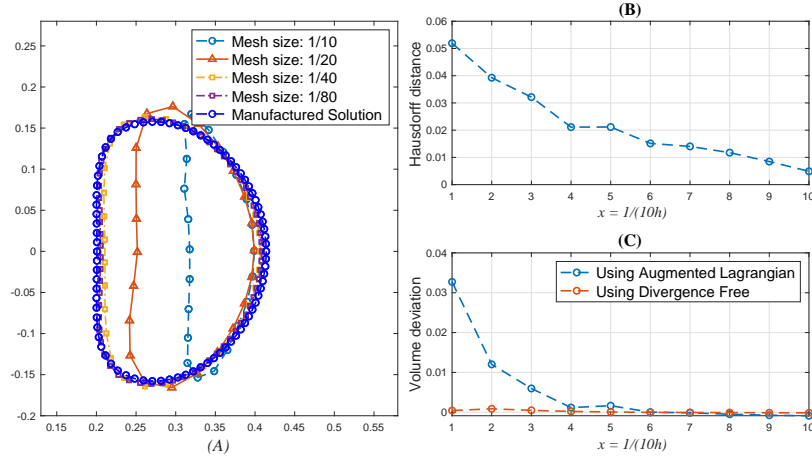 0.25
0.2
0.15
0.1
0.05
0
-0.05
-0.1
-0.15
-0.2
0.15 0.2 0.25 0.3 0.35 0.4 0.45 0.5 0.55
(A)
Mesh size: 1/10
Mesh size: 1/20
Mesh size: 1/40
Mesh size: 1/80
Manufactured Solution
(B)
Hausdorff distance
0.06
0.05
0.04
0.03
0.02
0.01
0
1 2 3 4 5 6 7 8 9 10
x = 1/(10h)
(C)
Volume deviation
0.04
0.03
0.02
0.01
0
Using Augmented Lagrangian
Using Divergence Free
1 2 3 4 5 6 7 8 9 10
x = 1/(10h)